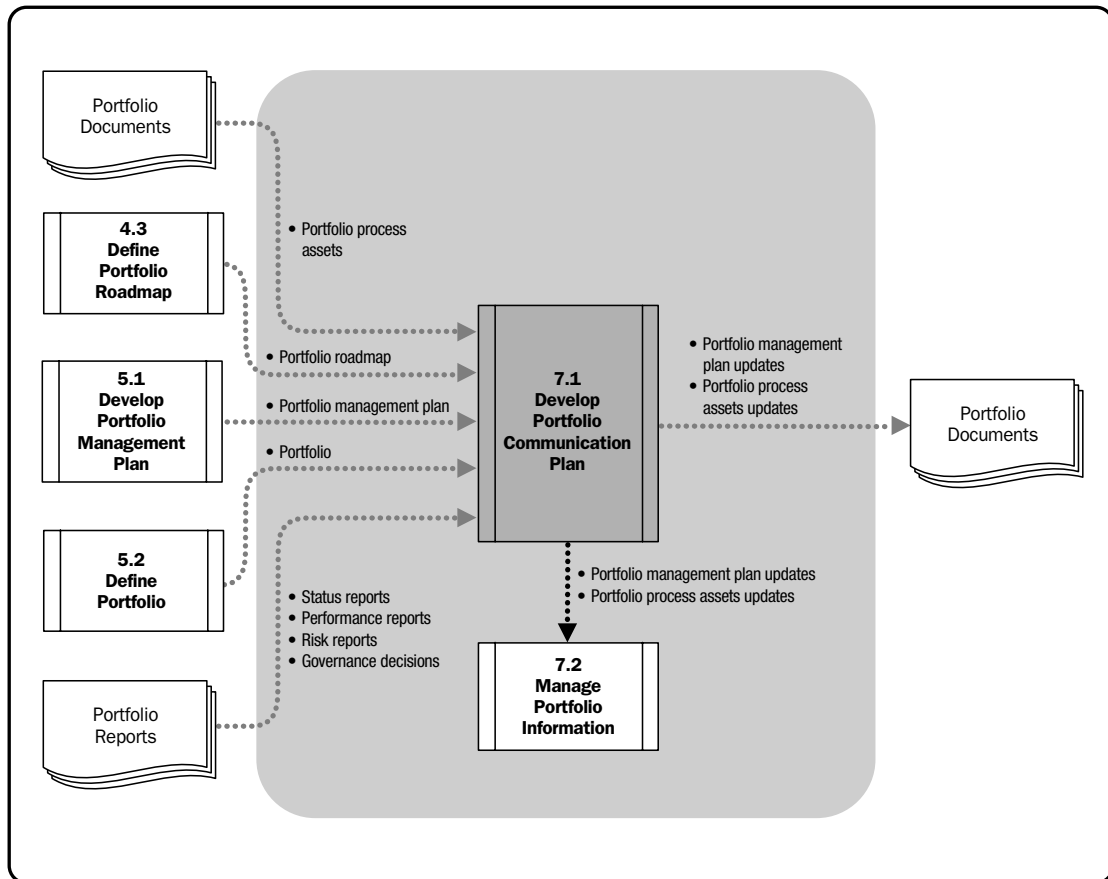 Portfolio
Documents
4.3
Define
Portfolio
Roadmap
5.1
Develop
Portfolio
Management
Plan
5.2
Define
Portfolio
Portfolio
Reports
• Portfolio process
assets
• Portfolio roadmap
• Portfolio management plan
• Portfolio
• Status reports
• Performance reports
• Risk reports
• Governance decisions
7.1
Develop
Portfolio
Communication
Plan
• Portfolio management plan updates
• Portfolio process assets updates
7.2
Manage
Portfolio
Information
• Portfolio management
plan updates
• Portfolio process
assets updates
Portfolio
Documents